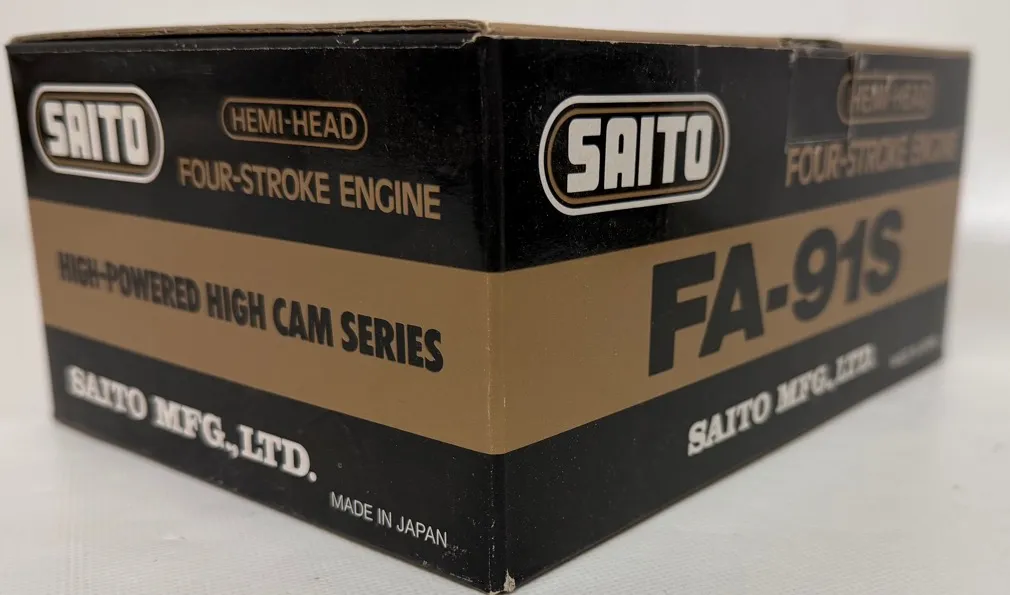 SAITO
HEMI-HEAD
FOUR-STROKE ENGINE
HIGH-POWERED HIGH CAM SERIES
SAITO MFG.,LTD.
MADE IN JAPAN
SAITO
HEMI-HEAD
FOUR-STROKE ENGINE
FA-91S
SAITO MFG.,LTD.